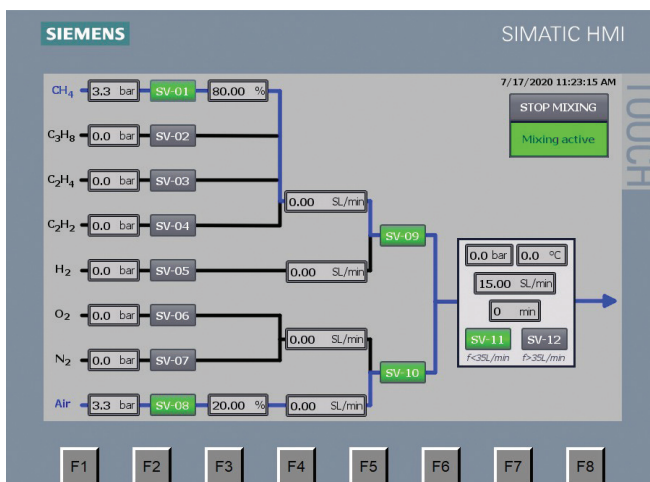 SIEMENS
SIMATIC HMI
TOUCH
7/17/2020 11:23:15 AM
STOP MIXING
Mixing active
CH₄ 3.3 bar SV-01 80.00 %
C₃H₈ 0.0 bar SV-02
C₂H₄ 0.0 bar SV-03
0.00 SL/min
C₂H₂ 0.0 bar SV-04
SV-09
H₂ 0.0 bar SV-05 0.00 SL/min
0.0 bar 0.0 °C
15.00 SL/min
0 min
O₂ 0.0 bar SV-06
0.00 SL/min
SV-11 SV-12
f<35L/min f>35L/min
N₂ 0.0 bar SV-07
SV-10
Air 3.3 bar SV-08 20.00 % 0.00 SL/min
F1 F2 F3 F4 F5 F6 F7 F8